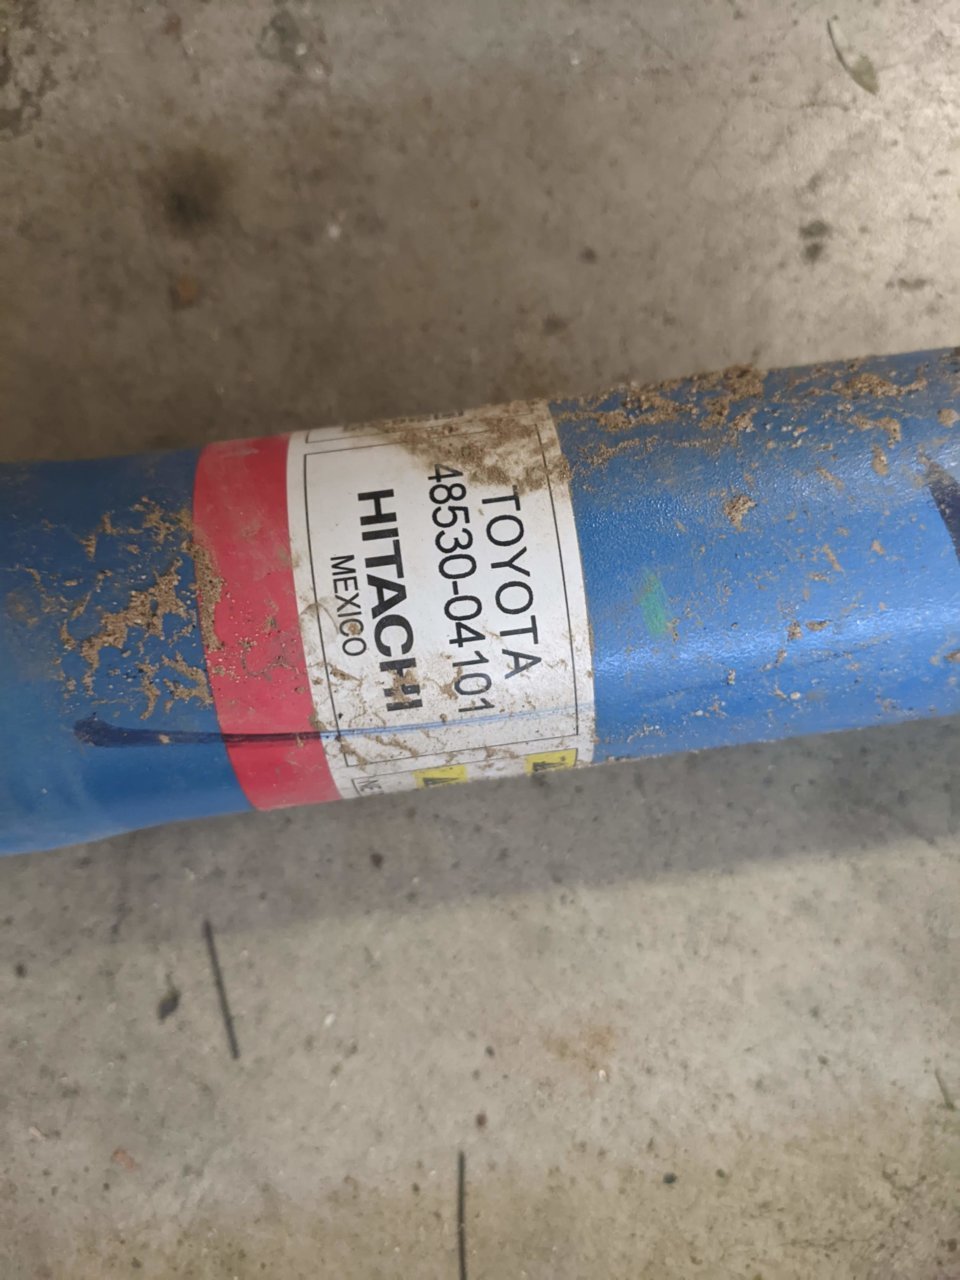 TOYOTA
48530-04101
HITACHI
MEXICO